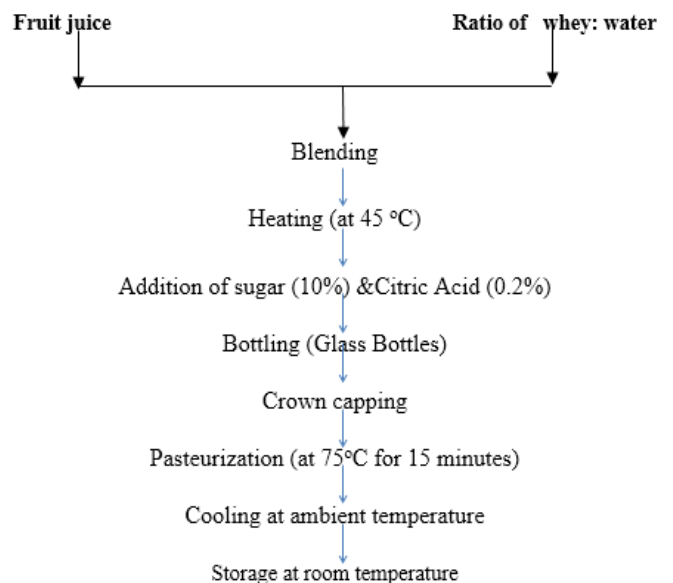 Fruit juice
Ratio of whey: water
Blending
Heating (at 45 ºC)
Addition of sugar (10%) &Citric Acid (0.2%)
Bottling (Glass Bottles)
Crown capping
Pasteurization (at 75ºC for 15 minutes)
Cooling at ambient temperature
Storage at room temperature